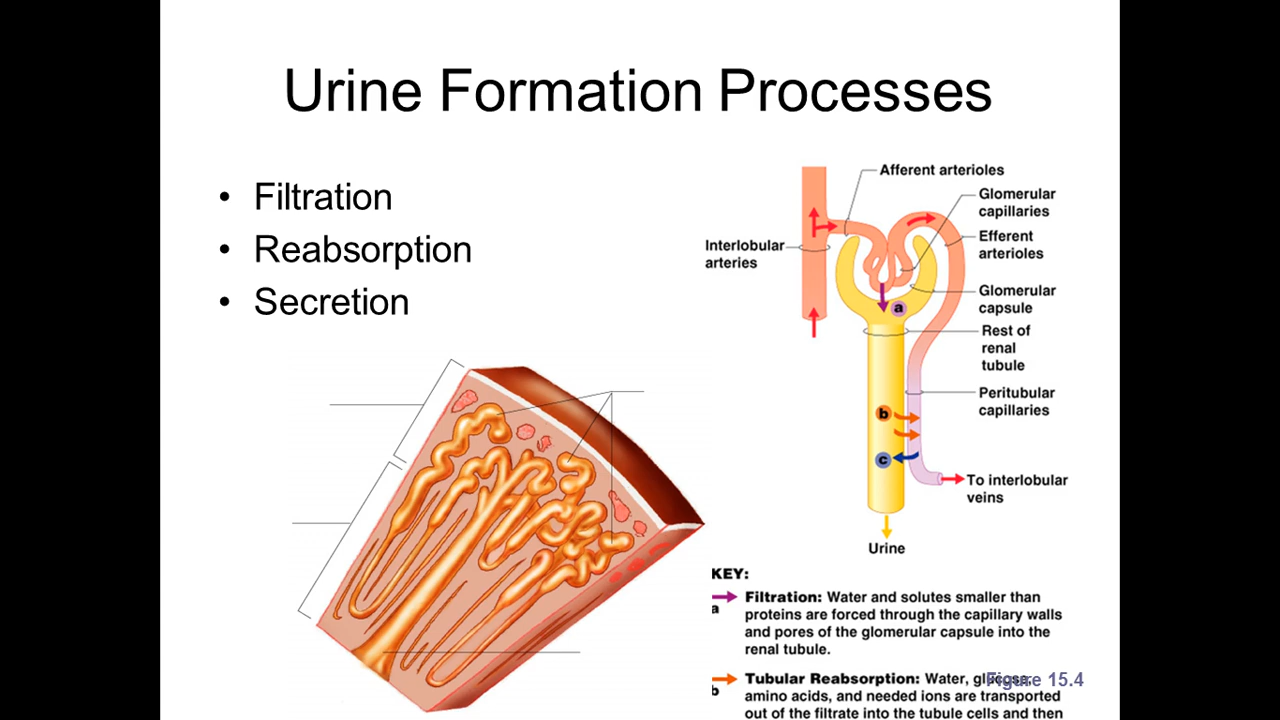 Urine Formation Processes
• Filtration
• Reabsorption
• Secretion
Afferent arterioles
Glomerular
capillaries
Interlobular
arteries
Efferent
arterioles
Glomerular
capsule
a
Rest of
renal
tubule
Peritubular
capillaries
b
c
To interlobular
veins
Urine
KEY:
a
Filtration: Water and solutes smaller than
proteins are forced through the capillary walls
and pores of the glomerular capsule into the
renal tubule.
b
Tubular Reabsorption: Water, glucose,
amino acids, and needed ions are transported
out of the filtrate into the tubule cells and then
Figure 15.4